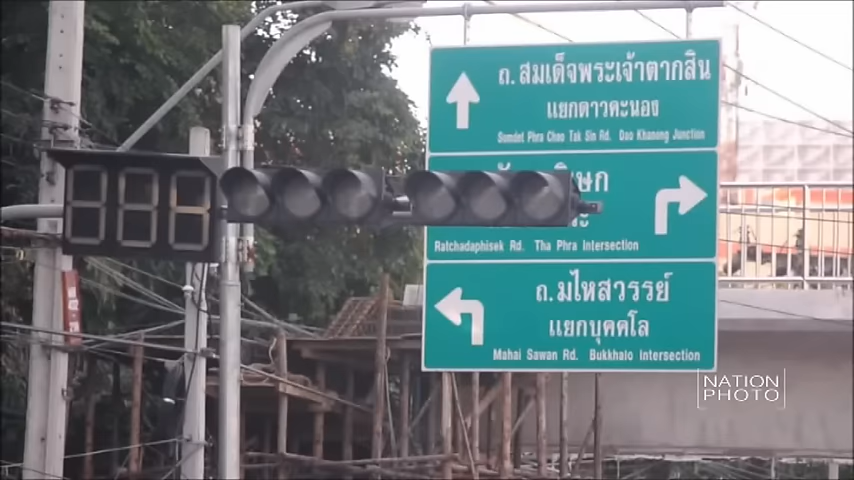 ถ.สมเด็จพระเจ้าตากสิน
แยกดาวคะนอง
Somdet Phra Chao Tak Sin Rd. Dao Khanong Junction
Ratchadaphisek Rd. Tha Phra Intersection
ถ.มไหสวรรย์
แยกบุคคโล
Mahai Sawan Rd. Bukkhalo Intersection
NATION
PHOTO